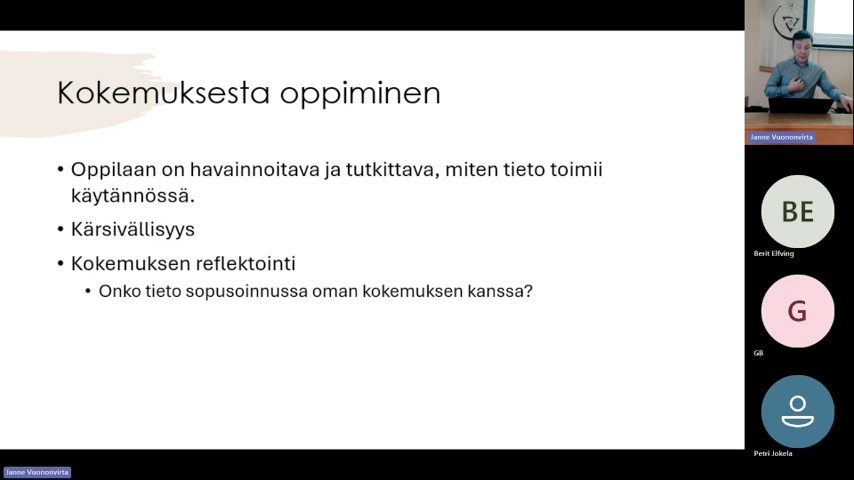 Kokemuksesta oppiminen
• Oppilaan on havainnoitava ja tutkittava, miten tieto toimii
käytännössä.
• Kärsivällisyys
• Kokemuksen reflektointi
• Onko tieto sopusoinnussa oman kokemuksen kanssa?
Janne Vuononvirta
BE
Berit Elfving
G
GB
Petri Jokela
Janne Vuononvirta